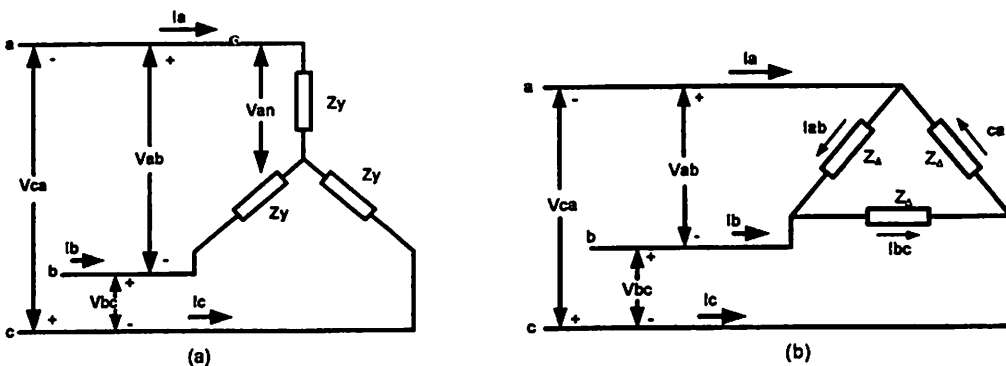 Ia
a
G
-
+
Van
Zy
Vab
Vca
Zy
Zy
Ib
b
-
+
Vbc
+
-
Ic
c
(a)
Ia
a
-
+
Iab
ca
ZΔ
ZΔ
Vab
Vca
ZΔ
Ib
b
-
Ibc
+
Vbc
+
-
Ic
c
(b)